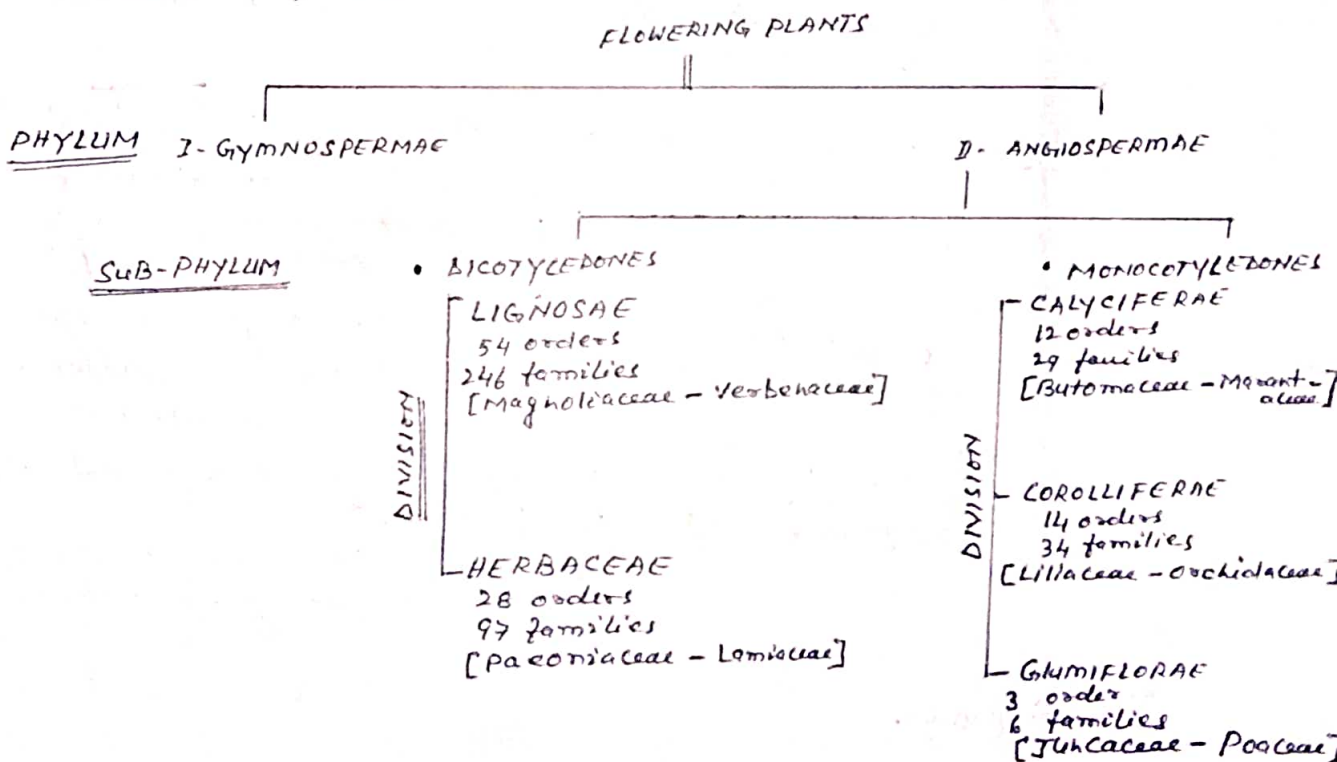 FLOWERING PLANTS
PHYLUM I- GYMNOSPERMAE
II- ANGIOSPERMAE
SUB-PHYLUM
• DICOTYLEDONES
• MONOCOTYLEDONES
DIVISION
LIGNOSAE
54 orders
246 families
[Magnoliaceae - Verbenaceae]
HERBACEAE
28 orders
97 families
[Paeoniaceae - Lamiaceae]
DIVISION
CALYCIFERAE
12 orders
29 families
[Butomaceae - Marant-
aceae]
COROLLIFERAE
14 orders
34 families
[Liliaceae - Orchidaceae]
GLUMIFLORAE
3 order
6 families
[Juncaceae - Poaceae]